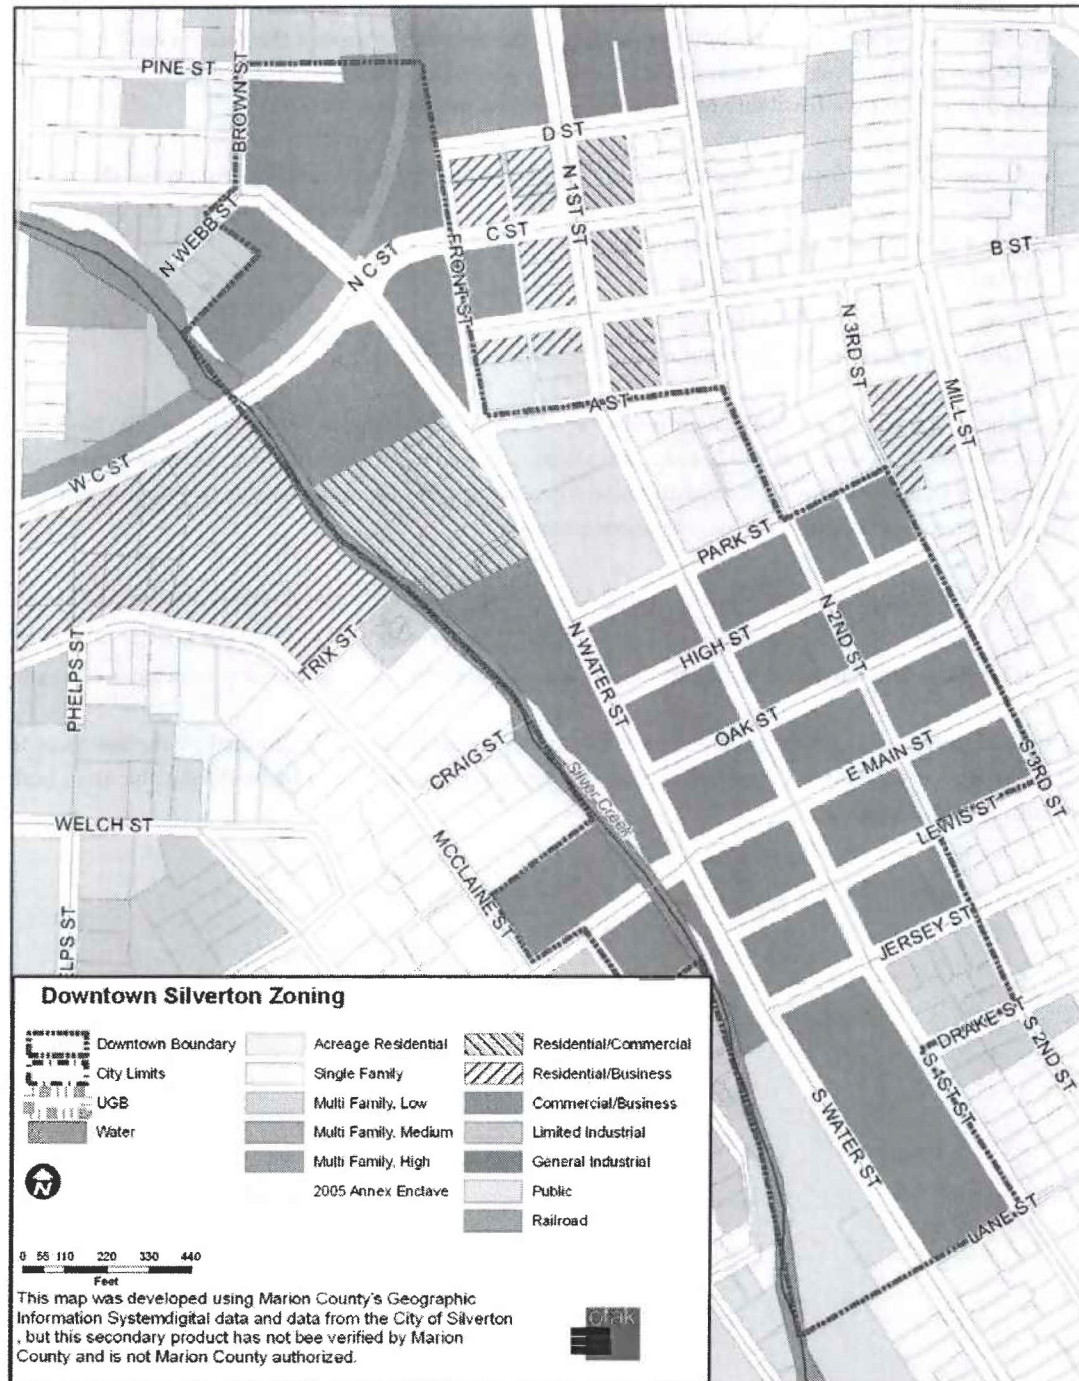 PINE ST
BROWN ST
D ST
N 1ST ST
N WEBB ST
C ST
N C ST
FRONT ST
B ST
N 3RD ST
MILL ST
A ST
W C ST
PARK ST
N 2ND ST
HIGH ST
N WATER ST
TRIX ST
PHELPS ST
OAK ST
E MAIN ST
S 3RD ST
CRAIG ST
Silver Creek
LEWIS ST
WELCH ST
MCCLAINE ST
JERSEY ST
LPS ST
DRAKE ST
S 2ND ST
S 1ST ST
S WATER ST
LANE ST
Downtown Silverton Zoning
Downtown Boundary
City Limits
UGB
Water
N
Acreage Residential
Single Family
Multi Family, Low
Multi Family, Medium
Multi Family, High
2005 Annex Enclave
Residential/Commercial
Residential/Business
Commercial/Business
Limited Industrial
General Industrial
Public
Railroad
0 55 110 220 330 440
Feet
This map was developed using Marion County's Geographic
Information Systemdigital data and data from the City of Silverton
, but this secondary product has not bee verified by Marion
County and is not Marion County authorized.